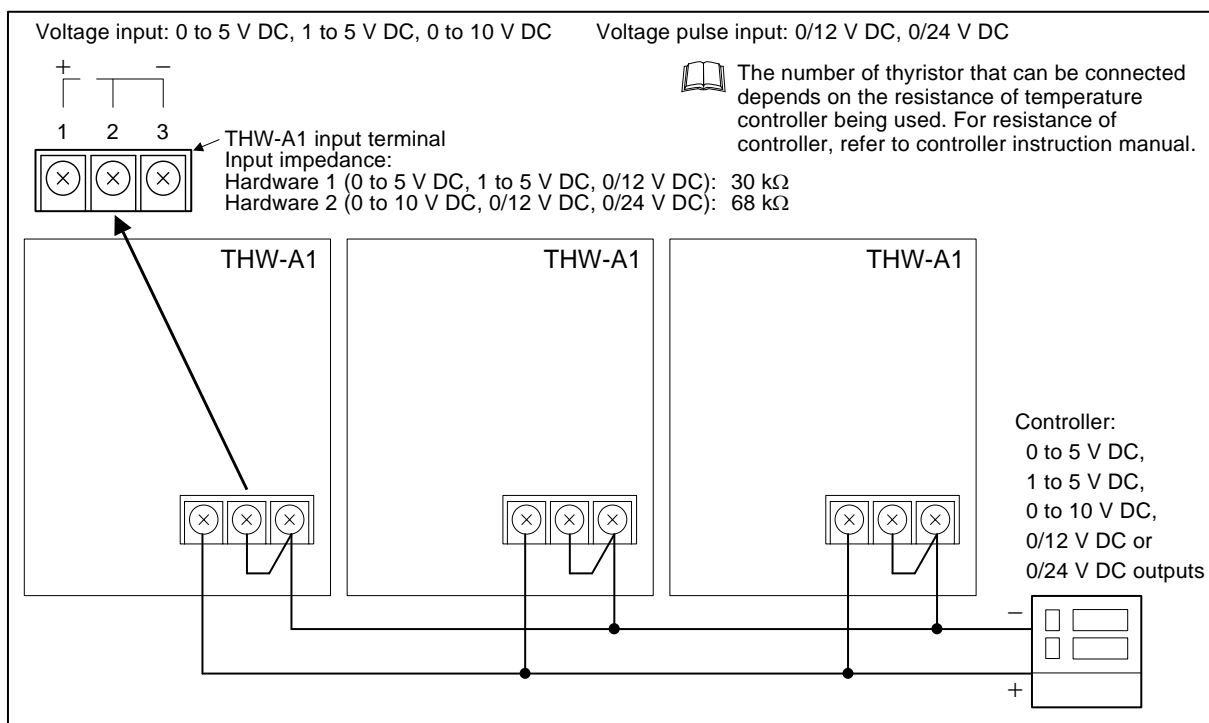 Voltage input: 0 to 5 V DC, 1 to 5 V DC, 0 to 10 V DC Voltage pulse input: 0/12 V DC, 0/24 V DC
The number of thyristor that can be connected
depends on the resistance of temperature
controller being used. For resistance of
controller, refer to controller instruction manual.
+ −
1 2 3
THW-A1 input terminal
Input impedance:
Hardware 1 (0 to 5 V DC, 1 to 5 V DC, 0/12 V DC): 30 kΩ
Hardware 2 (0 to 10 V DC, 0/12 V DC, 0/24 V DC): 68 kΩ
THW-A1
THW-A1
THW-A1
Controller:
0 to 5 V DC,
1 to 5 V DC,
0 to 10 V DC,
0/12 V DC or
0/24 V DC outputs
−
+